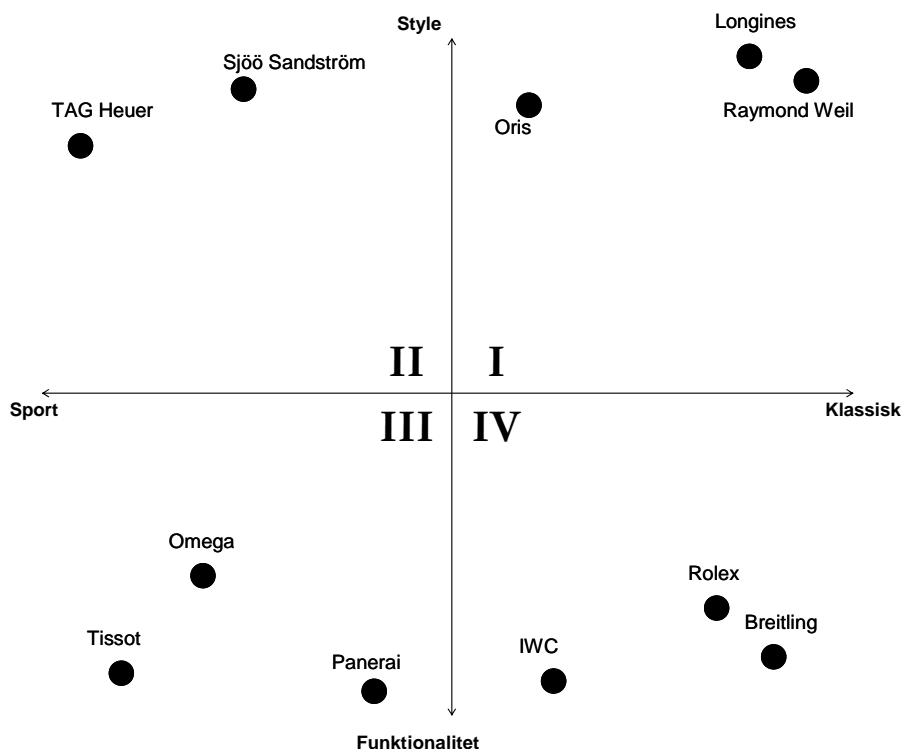 Longines
Style
Sjöö Sandström
TAG Heuer
Raymond Weil
Oris
II
I
Sport
Klassisk
III
IV
Omega
Rolex
Breitling
Tissot
IWC
Panerai
Funktionalitet